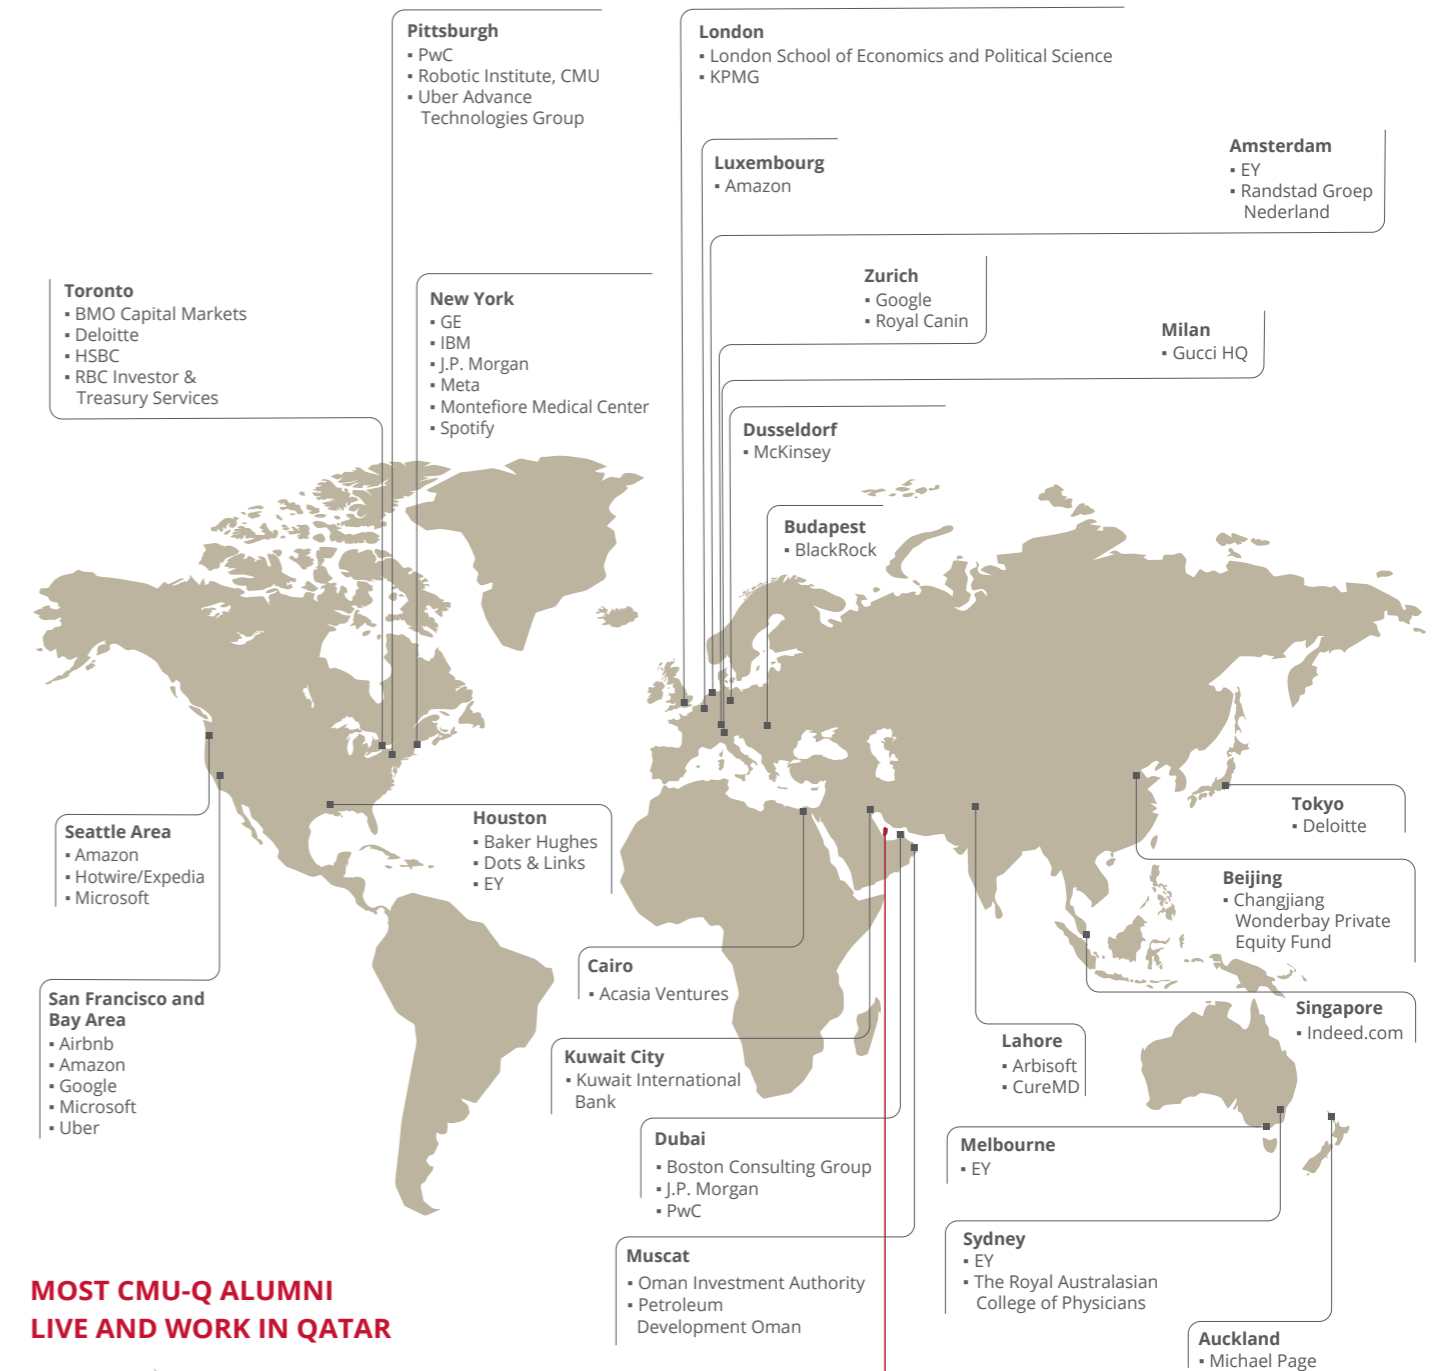 Pittsburgh
▪ PwC
▪ Robotic Institute, CMU
▪ Uber Advance
Technologies Group
London
▪ London School of Economics and Political Science
▪ KPMG
Luxembourg
▪ Amazon
Amsterdam
▪ EY
▪ Randstad Groep
Nederland
Toronto
▪ BMO Capital Markets
▪ Deloitte
▪ HSBC
▪ RBC Investor &
Treasury Services
New York
▪ GE
▪ IBM
▪ J.P. Morgan
▪ Meta
▪ Montefiore Medical Center
▪ Spotify
Zurich
▪ Google
▪ Royal Canin
Milan
▪ Gucci HQ
Dusseldorf
▪ McKinsey
Budapest
▪ BlackRock
Seattle Area
▪ Amazon
▪ Hotwire/Expedia
▪ Microsoft
Houston
▪ Baker Hughes
▪ Dots & Links
▪ EY
Tokyo
▪ Deloitte
Beijing
▪ Changjiang
Wonderbay Private
Equity Fund
San Francisco and
Bay Area
▪ Airbnb
▪ Amazon
▪ Google
▪ Microsoft
▪ Uber
Cairo
▪ Acasia Ventures
Singapore
▪ Indeed.com
Kuwait City
▪ Kuwait International
Bank
Lahore
▪ Arbisoft
▪ CureMD
Dubai
▪ Boston Consulting Group
▪ J.P. Morgan
▪ PwC
Melbourne
▪ EY
Muscat
▪ Oman Investment Authority
▪ Petroleum
Development Oman
Sydney
▪ EY
▪ The Royal Australasian
College of Physicians
Auckland
▪ Michael Page
MOST CMU-Q ALUMNI
LIVE AND WORK IN QATAR